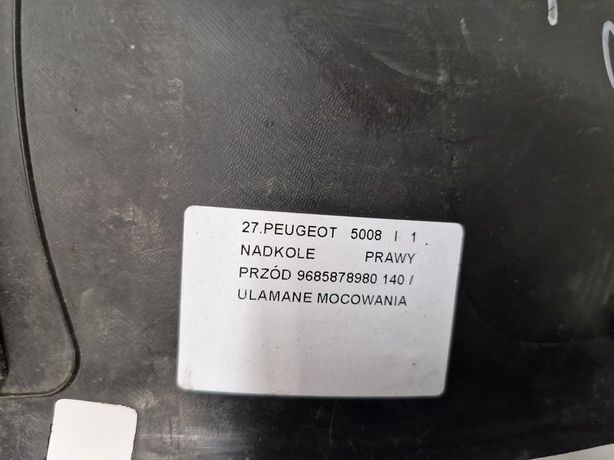 27.PEUGEOT 5008 I 1
NADKOLE PRAWY
PRZÓD 9685878980 140 /
ULAMANE MOCOWANIA